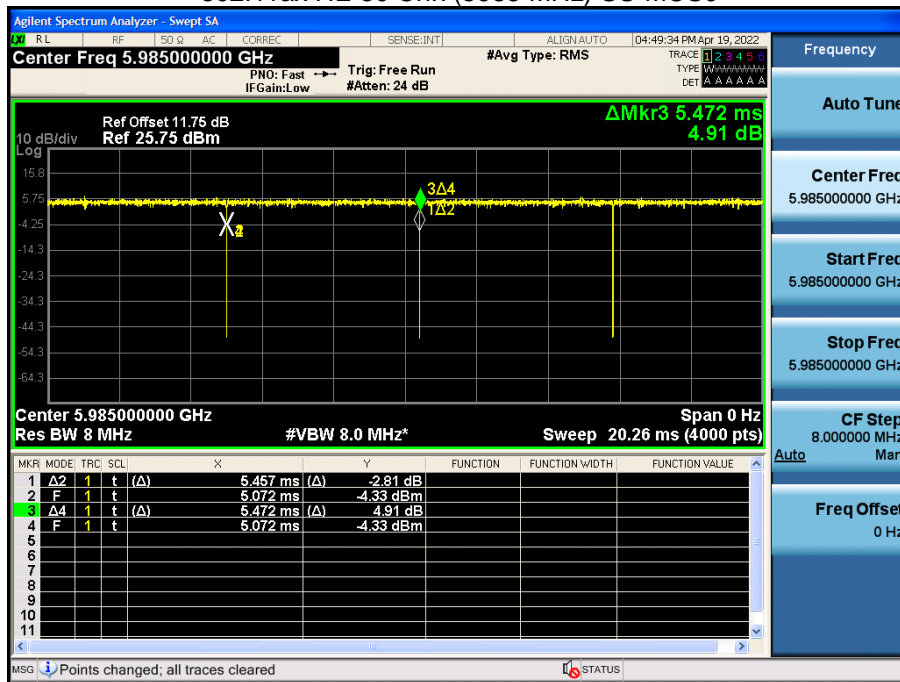 Agilent Spectrum Analyzer - Swept SA
LXI RL RF 50 Ω AC CORREC SENSE:INT ALIGN AUTO 04:49:34 PM Apr 19, 2022
Center Freq 5.985000000 GHz #Avg Type: RMS TRACE 1 2 3 4 5 6
PNO: Fast Trig: Free Run TYPE WWWWWW
IFGain:Low #Atten: 24 dB DET A A A A A A
Frequency
Auto Tune
Center Freq
5.985000000 GHz
Start Freq
5.985000000 GHz
Stop Freq
5.985000000 GHz
CF Step
8.000000 MHz
Auto Man
Freq Offset
0 Hz
ΔMkr3 5.472 ms
4.91 dB
Ref Offset 11.75 dB
10 dB/div Ref 25.75 dBm
Log
15.8
5.75
-4.25
-14.3
-24.3
-34.3
-44.3
-54.3
-64.3
3Δ4
1Δ2
Center 5.985000000 GHz Span 0 Hz
Res BW 8 MHz #VBW 8.0 MHz* Sweep 20.26 ms (4000 pts)
MKR MODE TRC SCL X Y FUNCTION FUNCTION WIDTH FUNCTION VALUE
1 Δ2 1 t (Δ) 5.457 ms (Δ) -2.81 dB
2 F 1 t 5.072 ms -4.33 dBm
3 Δ4 1 t (Δ) 5.472 ms (Δ) 4.91 dB
4 F 1 t 5.072 ms -4.33 dBm
5
6
7
8
9
10
11
MSG Points changed; all traces cleared STATUS